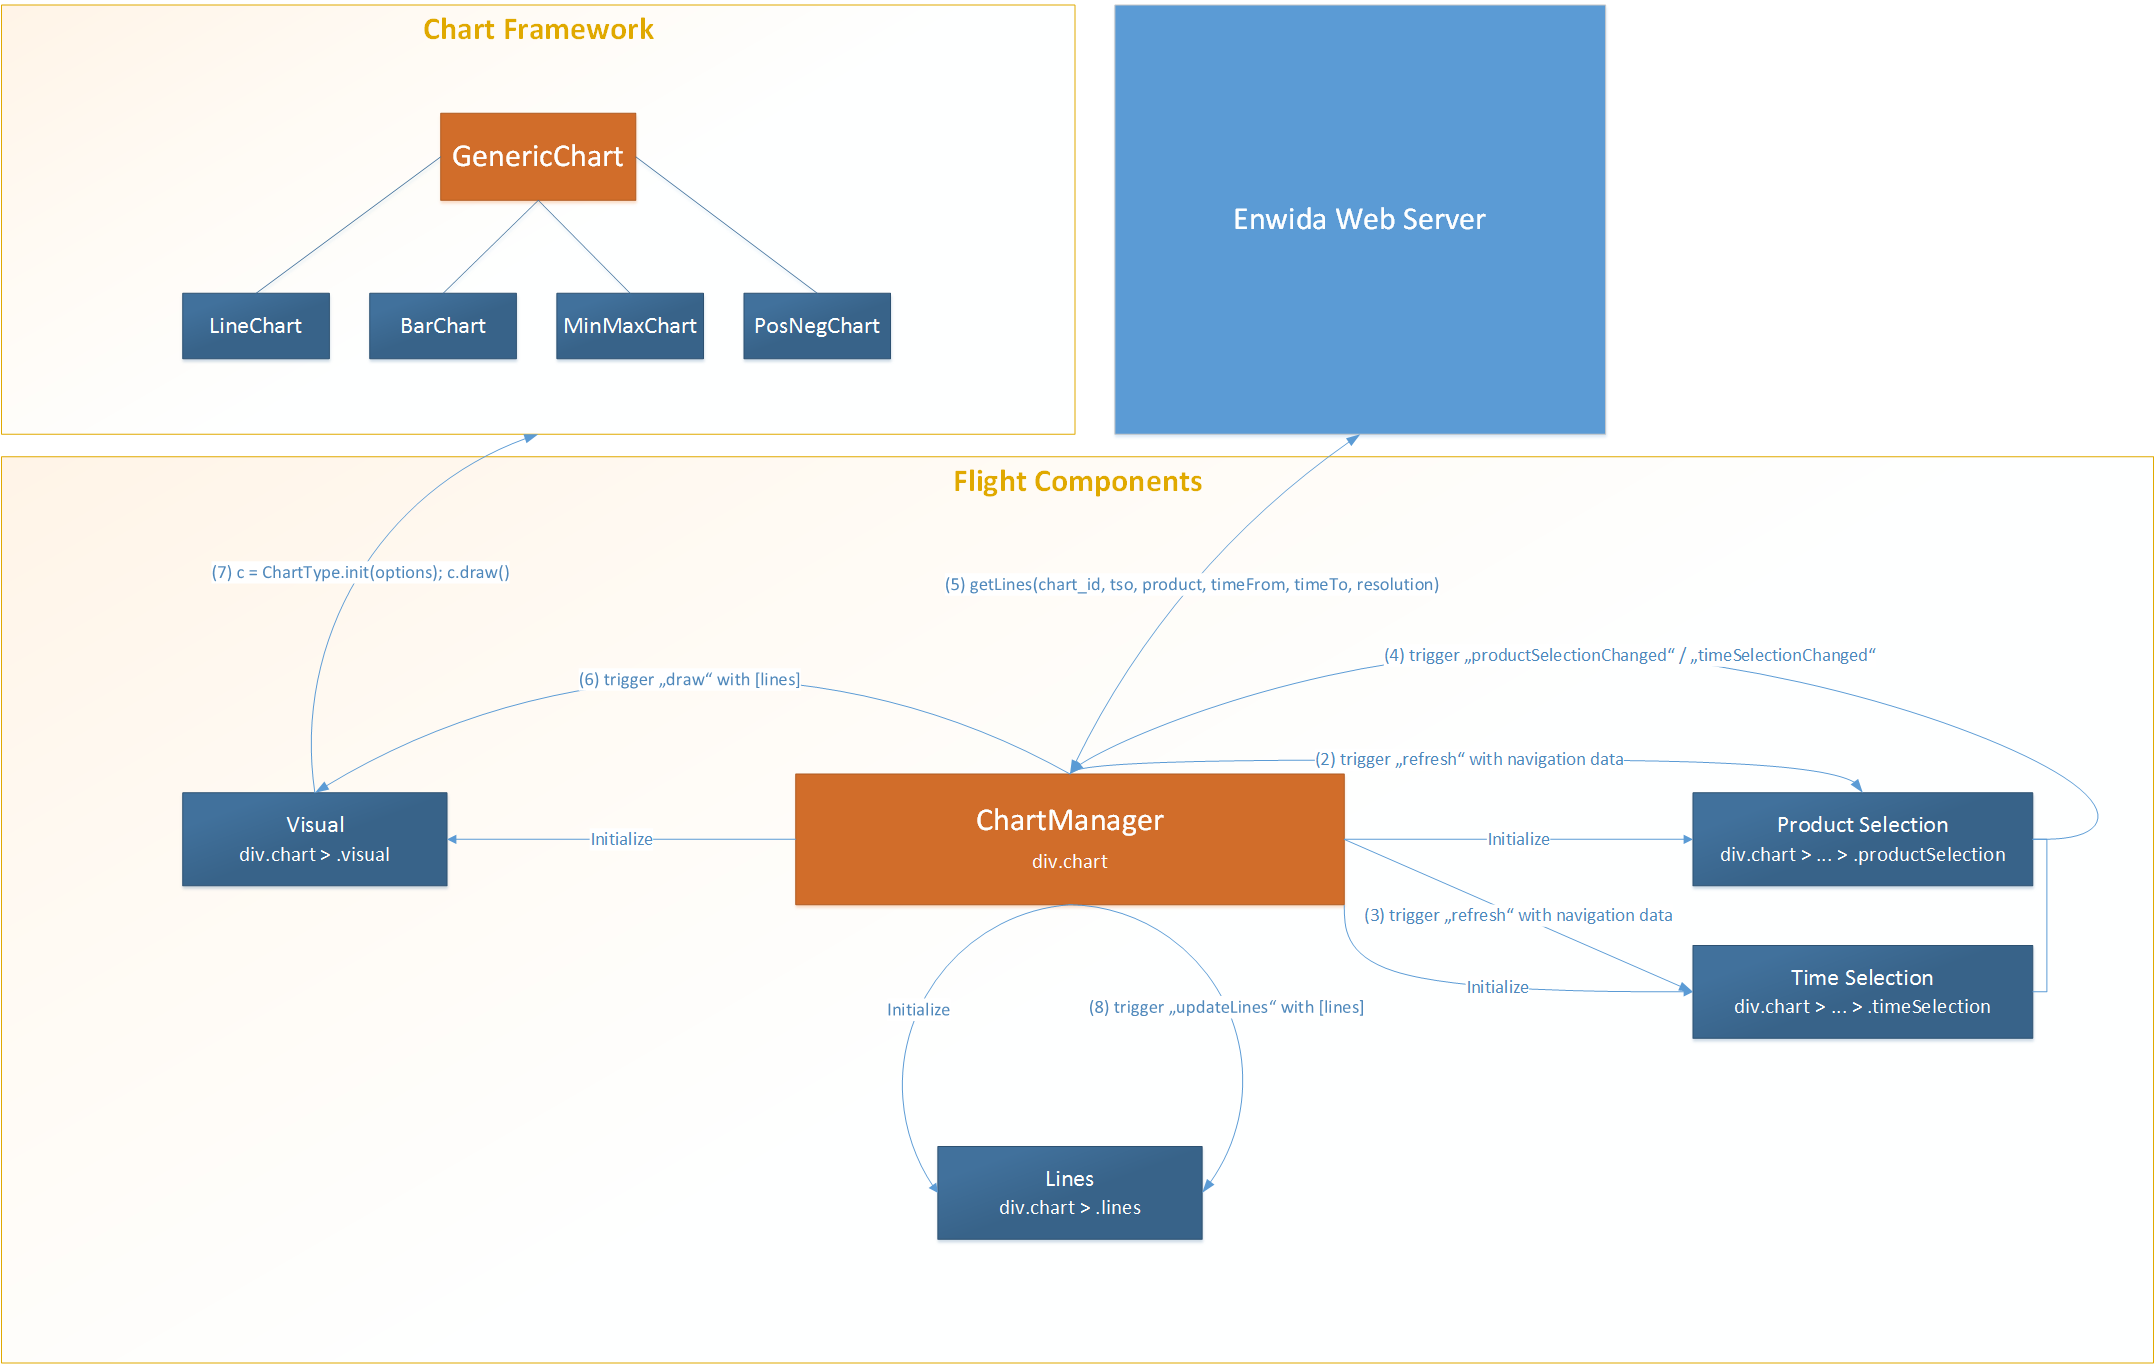 Chart Framework
GenericChart
LineChart
BarChart
MinMaxChart
PosNegChart
Enwida Web Server
Flight Components
(7) c = ChartType.init(options); c.draw()
(5) getLines(chart_id, tso, product, timeFrom, timeTo, resolution)
(4) trigger „productSelectionChanged“ / „timeSelectionChanged“
(6) trigger „draw“ with [lines]
(2) trigger „refresh“ with navigation data
Visual
div.chart > .visual
Initialize
ChartManager
div.chart
Initialize
Product Selection
div.chart > ... > .productSelection
(3) trigger „refresh“ with navigation data
Initialize
Time Selection
div.chart > ... > .timeSelection
Initialize
(8) trigger „updateLines“ with [lines]
Lines
div.chart > .lines